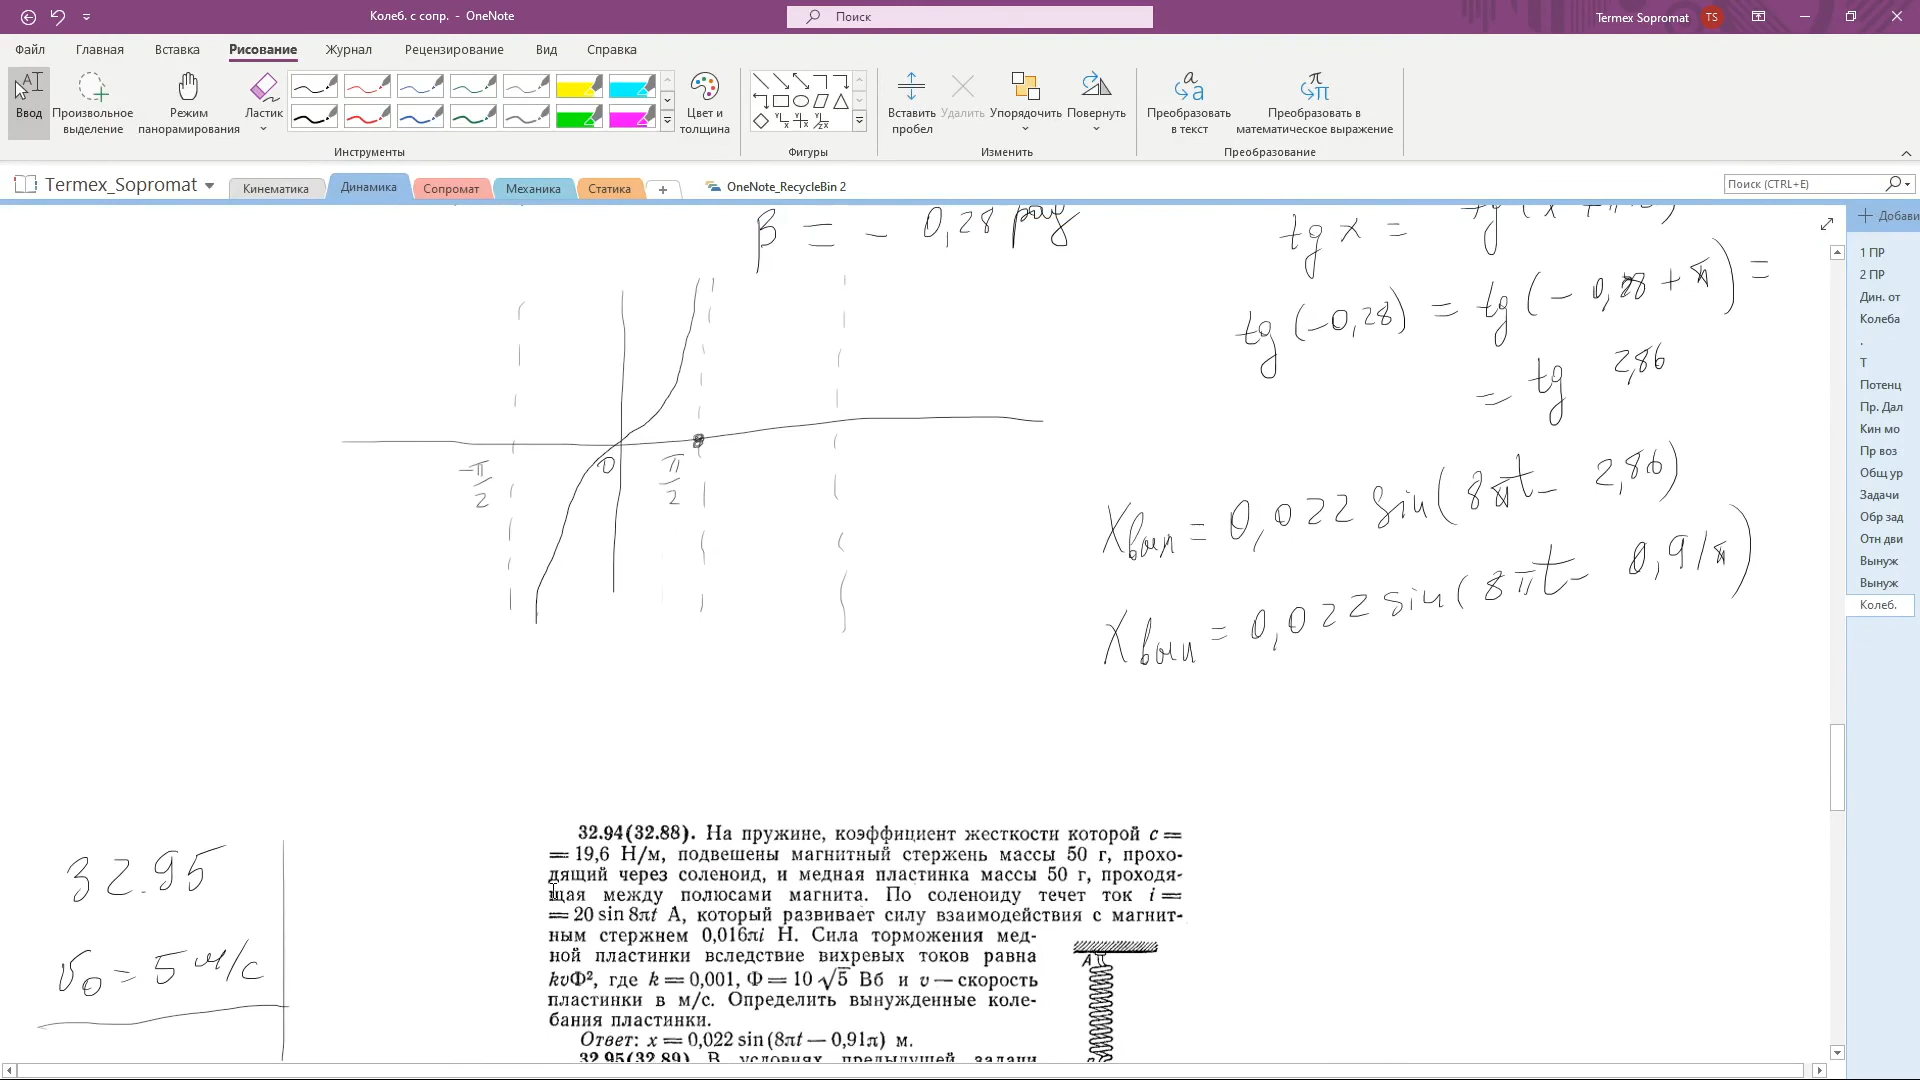 Колеб. с сопр. - OneNote
Поиск
Termex Sopromat
TS
Файл
Главная
Вставка
Рисование
Журнал
Рецензирование
Вид
Справка
Ввод
Произвольное выделение
Режим панорамирования
Ластик
Цвет и толщина
Вставить пробел
Удалить
Упорядочить
Повернуть
Преобразовать в текст
Преобразовать в математическое выражение
Инструменты
Фигуры
Изменить
Преобразование
Termex_Sopromat
Кинематика
Динамика
Сопромат
Механика
Статика
OneNote_RecycleBin 2
Поиск (CTRL+E)
Добави
1 ПР
2 ПР
Дин. от
Колеба
.
Т
Потенц
Пр. Дал
Кин мо
Пр воз
Общ ур
Задачи
Обр зад
Отн дви
Вынуж
Вынуж
Колеб.
β = - 0,28 рад
tg x =
tg (-0,28) = tg (- 0,28 + π) =
= tg 2,86
-π/2
0
π/2
Xвын = 0,022 sin(8πt - 2,86)
Xвын = 0,022 sin(8πt - 0,91π)
32.95
v₀ = 5 м/с
32.94(32.88). На пружине, коэффициент жесткости которой c =
= 19,6 Н/м, подвешены магнитный стержень массы 50 г, прохо-
дящий через соленоид, и медная пластинка массы 50 г, проходя-
щая между полюсами магнита. По соленоиду течет ток i =
= 20 sin 8πt А, который развивает силу взаимодействия с магнит-
ным стержнем 0,016πi Н. Сила торможения мед-
ной пластинки вследствие вихревых токов равна
kvΦ², где k = 0,001, Φ = 10 √5 Вб и v — скорость
пластинки в м/с. Определить вынужденные коле-
бания пластинки.
Ответ: x = 0,022 sin (8πt — 0,91π) м.
32.95(32.89). В условиях предыдущей задачи
A